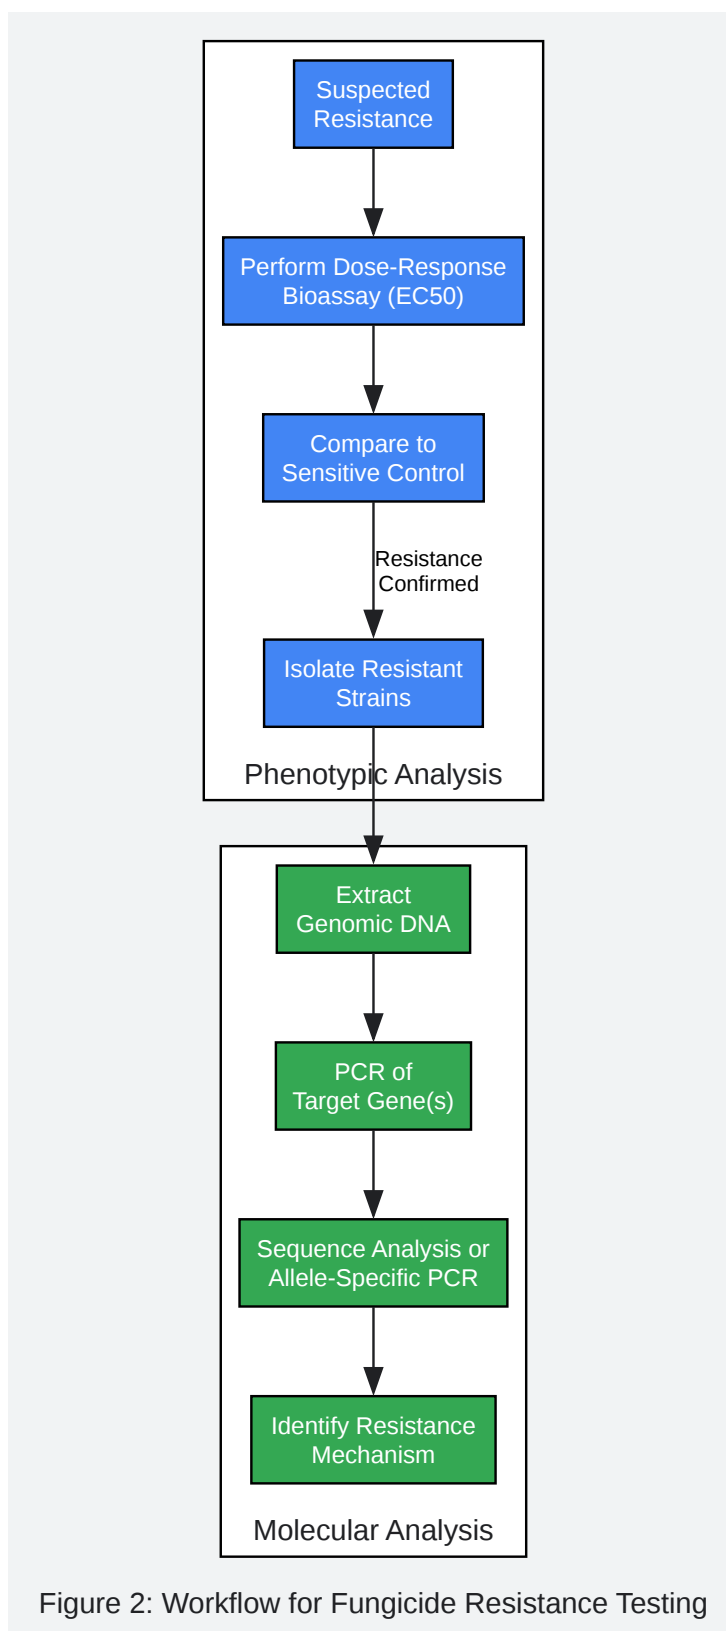 Suspected
Resistance
Perform Dose-Response
Bioassay (EC50)
Compare to
Sensitive Control
Resistance
Confirmed
Isolate Resistant
Strains
Phenotypic Analysis
Extract
Genomic DNA
PCR of
Target Gene(s)
Sequence Analysis or
Allele-Specific PCR
Identify Resistance
Mechanism
Molecular Analysis
Figure 2: Workflow for Fungicide Resistance Testing